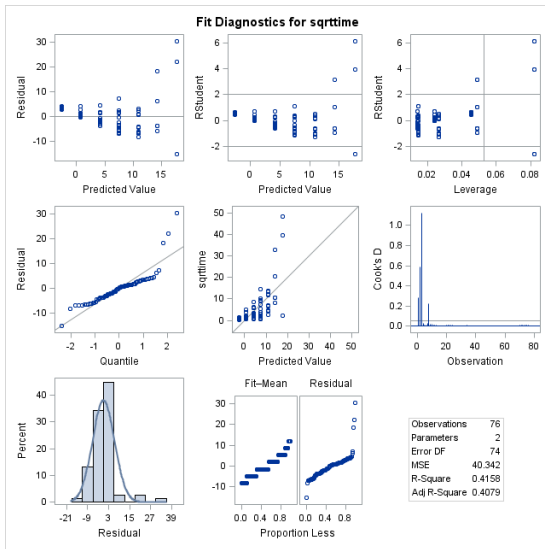 Fit Diagnostics for sqrttime
Residual
30
20
10
0
-10
0 5 10 15
Predicted Value
RStudent
6
4
2
0
-2
0 5 10 15
Predicted Value
RStudent
6
4
2
0
-2
0.02 0.04 0.06 0.08
Leverage
Residual
30
20
10
0
-10
-2 -1 0 1 2
Quantile
sqrttime
50
40
30
20
10
0
0 10 20 30 40 50
Predicted Value
Cook's D
1.0
0.8
0.6
0.4
0.2
0.0
0 20 40 60 80
Observation
Percent
40
30
20
10
0
-21 -9 3 15 27 39
Residual
Fit–Mean Residual
30
20
10
0
-10
0.0 0.4 0.8 0.0 0.4 0.8
Proportion Less
Observations 76
Parameters 2
Error DF 74
MSE 40.342
R-Square 0.4158
Adj R-Square 0.4079